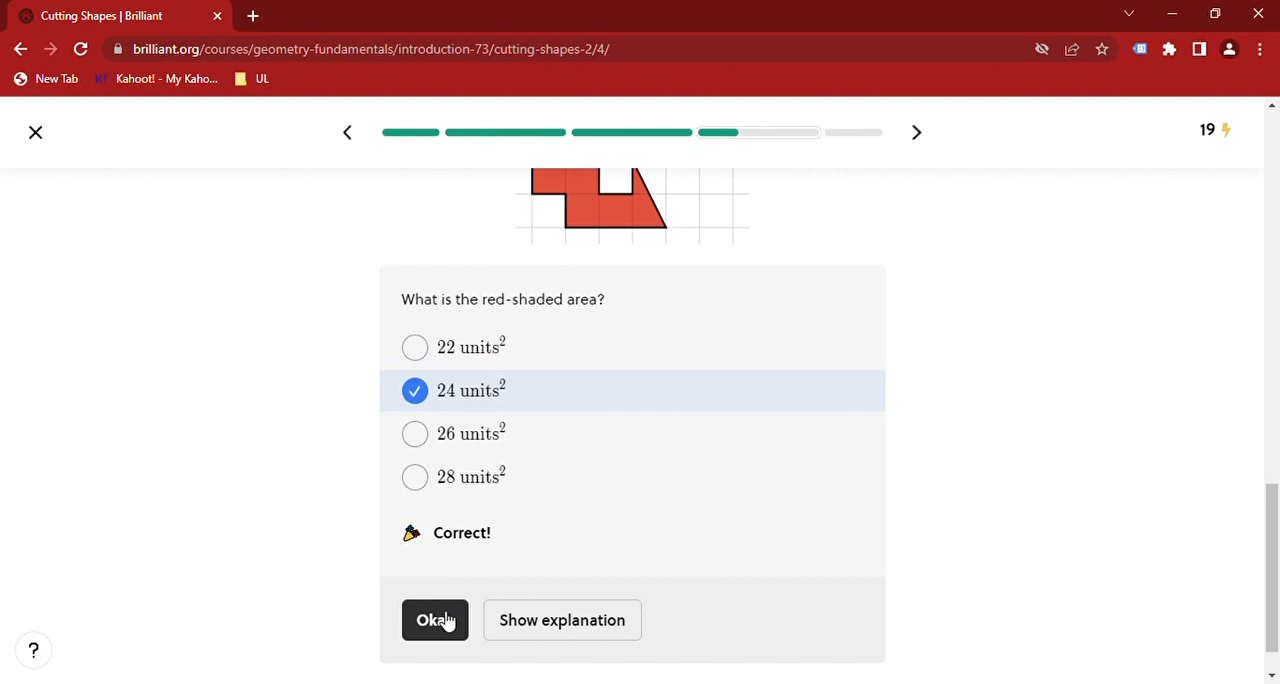 Cutting Shapes | Brilliant
brilliant.org/courses/geometry-fundamentals/introduction-73/cutting-shapes-2/4/
New Tab K! Kahoot! - My Kaho... UL
19
What is the red-shaded area?
22 units²
24 units²
26 units²
28 units²
Correct!
Okay Show explanation
?